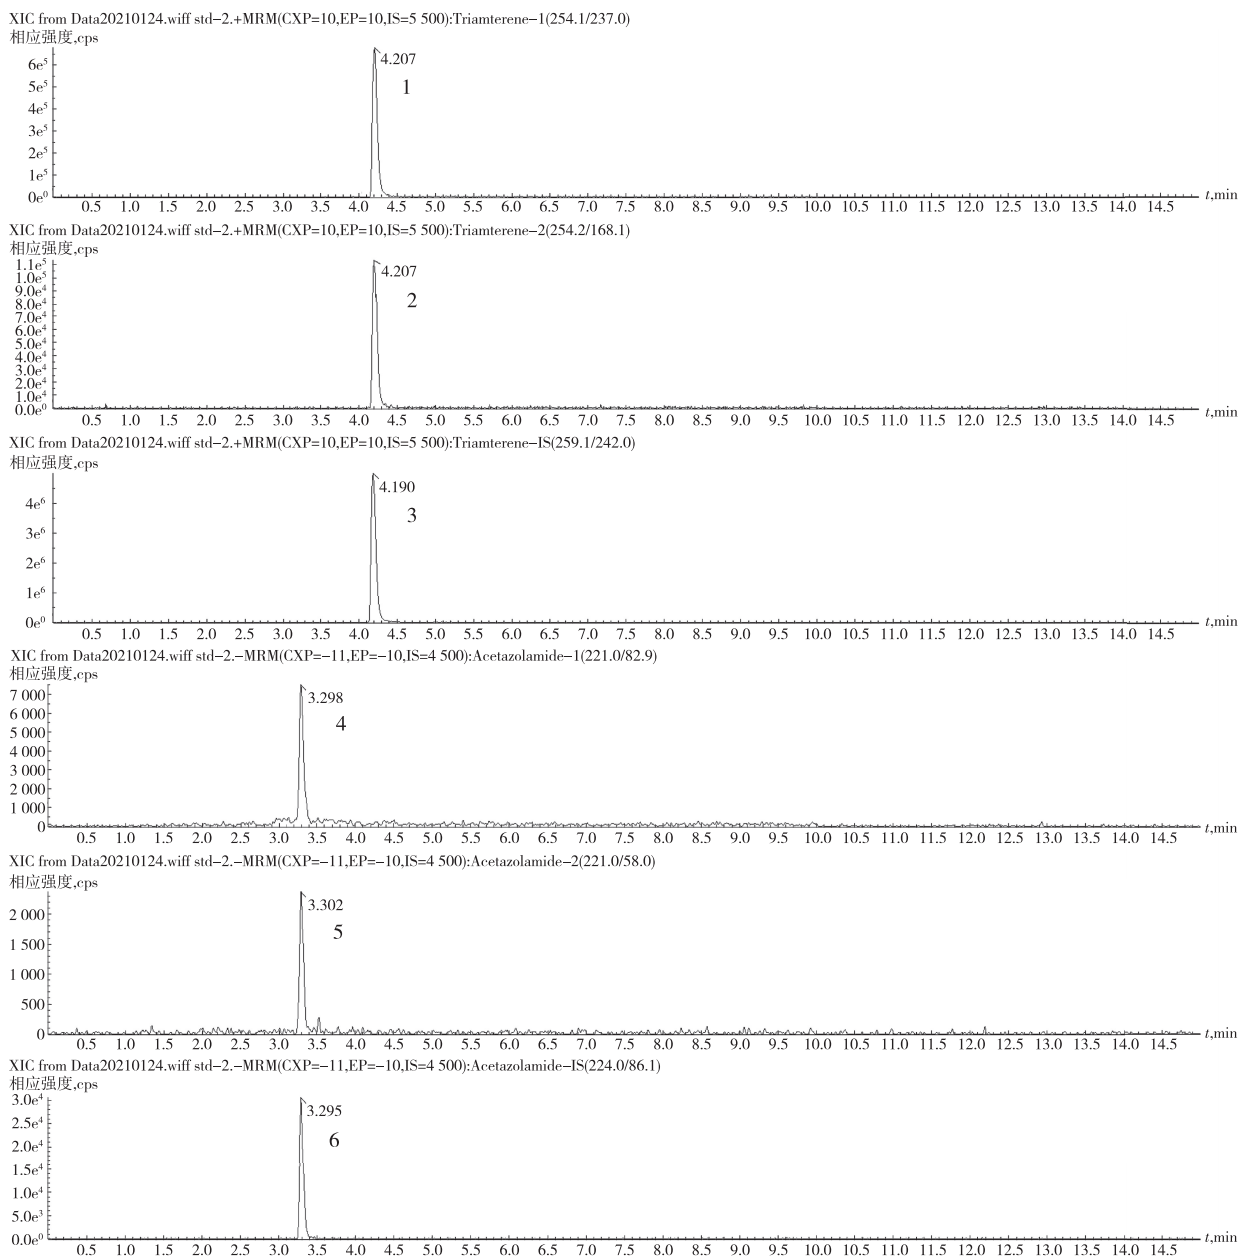 XIC from Data20210124.wiff std-2.+MRM(CXP=10,EP=10,IS=5 500):Triamterene-1(254.1/237.0)
相应强度,cps
4.207
1
6e⁵
5e⁵
4e⁵
3e⁵
2e⁵
1e⁵
0e⁰
0.5 1.0 1.5 2.0 2.5 3.0 3.5 4.0 4.5 5.0 5.5 6.0 6.5 7.0 7.5 8.0 8.5 9.0 9.5 10.0 10.5 11.0 11.5 12.0 12.5 13.0 13.5 14.0 14.5 t,min
XIC from Data20210124.wiff std-2.+MRM(CXP=10,EP=10,IS=5 500):Triamterene-2(254.2/168.1)
相应强度,cps
4.207
2
1.1e⁵
1.0e⁵
9.0e⁴
8.0e⁴
7.0e⁴
6.0e⁴
5.0e⁴
4.0e⁴
3.0e⁴
2.0e⁴
1.0e⁴
0.0e⁰
0.5 1.0 1.5 2.0 2.5 3.0 3.5 4.0 4.5 5.0 5.5 6.0 6.5 7.0 7.5 8.0 8.5 9.0 9.5 10.0 10.5 11.0 11.5 12.0 12.5 13.0 13.5 14.0 14.5 t,min
XIC from Data20210124.wiff std-2.+MRM(CXP=10,EP=10,IS=5 500):Triamterene-IS(259.1/242.0)
相应强度,cps
4.190
3
4e⁶
3e⁶
2e⁶
1e⁶
0e⁰
0.5 1.0 1.5 2.0 2.5 3.0 3.5 4.0 4.5 5.0 5.5 6.0 6.5 7.0 7.5 8.0 8.5 9.0 9.5 10.0 10.5 11.0 11.5 12.0 12.5 13.0 13.5 14.0 14.5 t,min
XIC from Data20210124.wiff std-2.-MRM(CXP=-11,EP=-10,IS=4 500):Acetazolamide-1(221.0/82.9)
相应强度,cps
3.298
4
7 000
6 000
5 000
4 000
3 000
2 000
1 000
0
0.5 1.0 1.5 2.0 2.5 3.0 3.5 4.0 4.5 5.0 5.5 6.0 6.5 7.0 7.5 8.0 8.5 9.0 9.5 10.0 10.5 11.0 11.5 12.0 12.5 13.0 13.5 14.0 14.5 t,min
XIC from Data20210124.wiff std-2.-MRM(CXP=-11,EP=-10,IS=4 500):Acetazolamide-2(221.0/58.0)
相应强度,cps
3.302
5
2 000
1 500
1 000
500
0
0.5 1.0 1.5 2.0 2.5 3.0 3.5 4.0 4.5 5.0 5.5 6.0 6.5 7.0 7.5 8.0 8.5 9.0 9.5 10.0 10.5 11.0 11.5 12.0 12.5 13.0 13.5 14.0 14.5 t,min
XIC from Data20210124.wiff std-2.-MRM(CXP=-11,EP=-10,IS=4 500):Acetazolamide-IS(224.0/86.1)
相应强度,cps
3.295
6
3.0e⁴
2.5e⁴
2.0e⁴
1.5e⁴
1.0e⁴
5.0e³
0.0e⁰
0.5 1.0 1.5 2.0 2.5 3.0 3.5 4.0 4.5 5.0 5.5 6.0 6.5 7.0 7.5 8.0 8.5 9.0 9.5 10.0 10.5 11.0 11.5 12.0 12.5 13.0 13.5 14.0 14.5 t,min